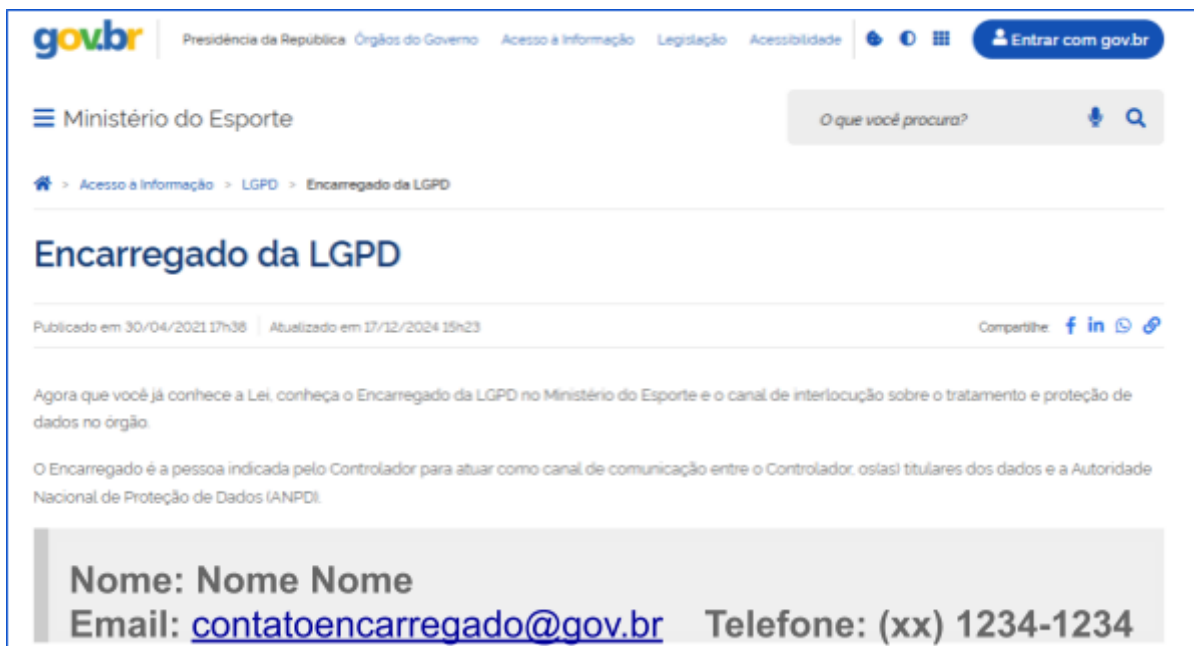 gov.br Presidência da República Órgãos do Governo Acesso à Informação Legislação Acessibilidade Entrar com gov.br
Ministério do Esporte O que você procura?
> Acesso à Informação > LGPD > Encarregado da LGPD
Encarregado da LGPD
Publicado em 30/04/2021 17h38 Atualizado em 17/12/2024 15h23 Compartilhe:
Agora que você já conhece a Lei, conheça o Encarregado da LGPD no Ministério do Esporte e o canal de interlocução sobre o tratamento e proteção de
dados no órgão.
O Encarregado é a pessoa indicada pelo Controlador para atuar como canal de comunicação entre o Controlador, os(as) titulares dos dados e a Autoridade
Nacional de Proteção de Dados (ANPD).
Nome: Nome Nome
Email: contatoencarregado@gov.br Telefone: (xx) 1234-1234